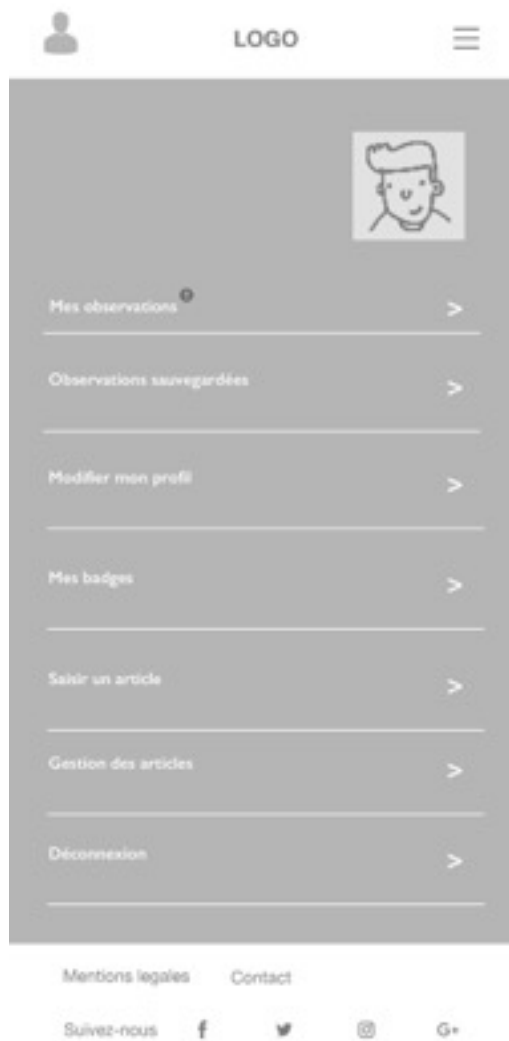 LOGO
Mes observations
>
Observations sauvegardées
>
Modifier mon profil
>
Mes badges
>
Saisir un article
>
Gestion des articles
>
Déconnexion
>
Mentions legales Contact
Suivez-nous f G+